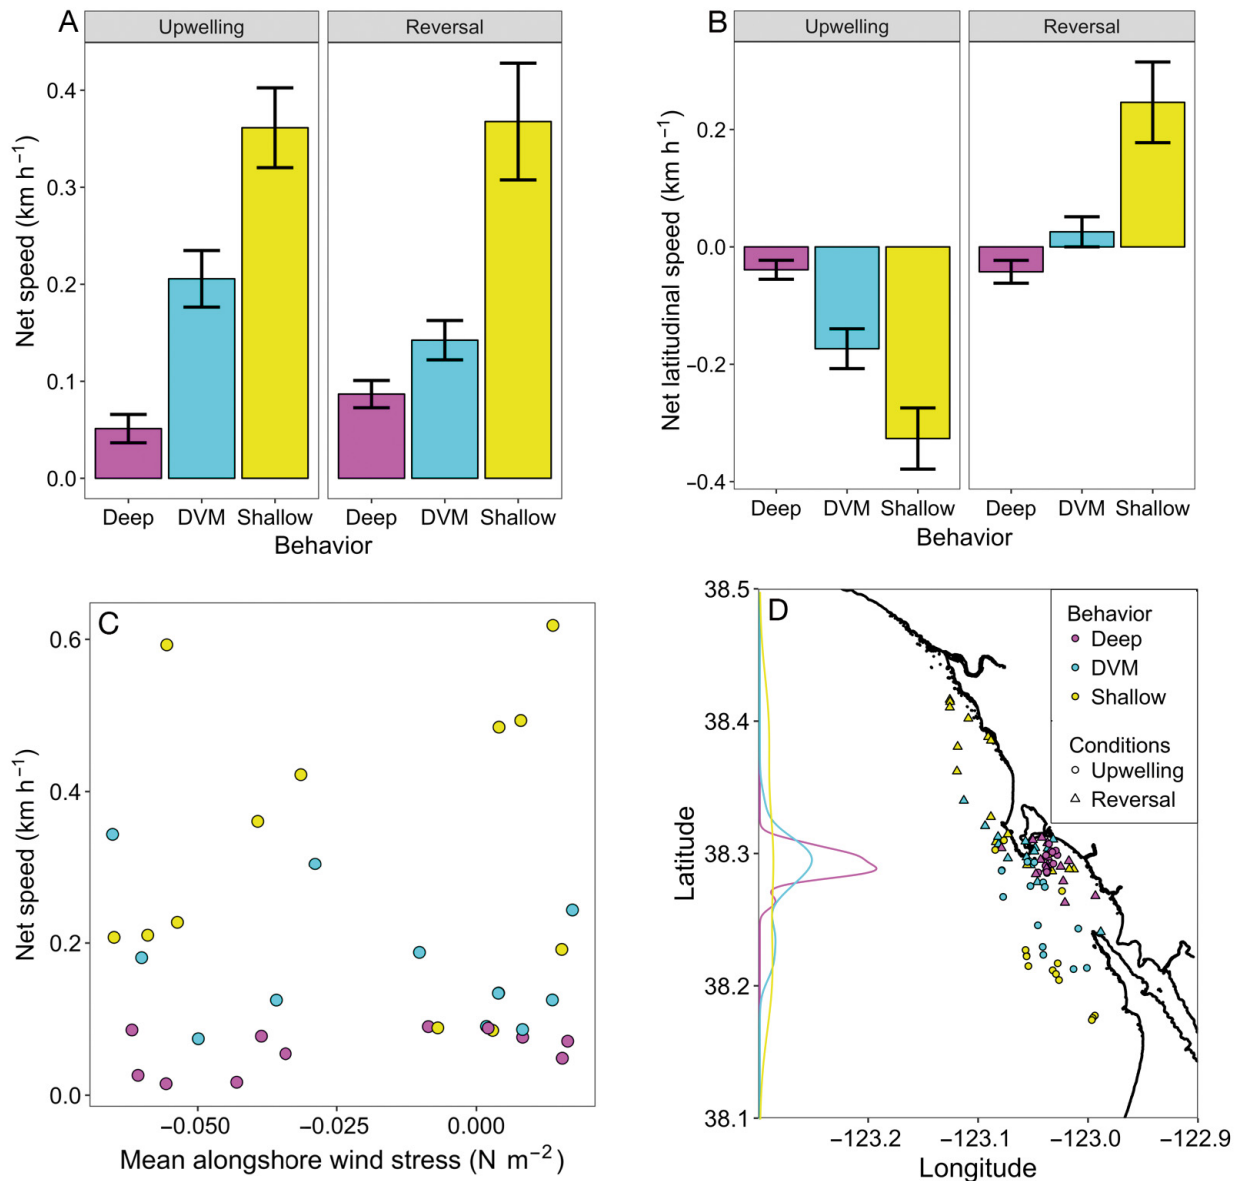 A
Upwelling
Reversal
Net speed (km h−1)
0.4
0.3
0.2
0.1
0.0
Deep DVM Shallow
Deep DVM Shallow
Behavior
B
Upwelling
Reversal
Net latitudinal speed (km h−1)
0.2
0.0
−0.2
−0.4
Deep DVM Shallow
Deep DVM Shallow
Behavior
C
Net speed (km h−1)
0.6
0.4
0.2
0.0
−0.050 −0.025 0.000
Mean alongshore wind stress (N m−2)
D
Latitude
38.5
38.4
38.3
38.2
38.1
−123.2 −123.1 −123.0 −122.9
Longitude
Behavior
Deep
DVM
Shallow
Conditions
Upwelling
Reversal